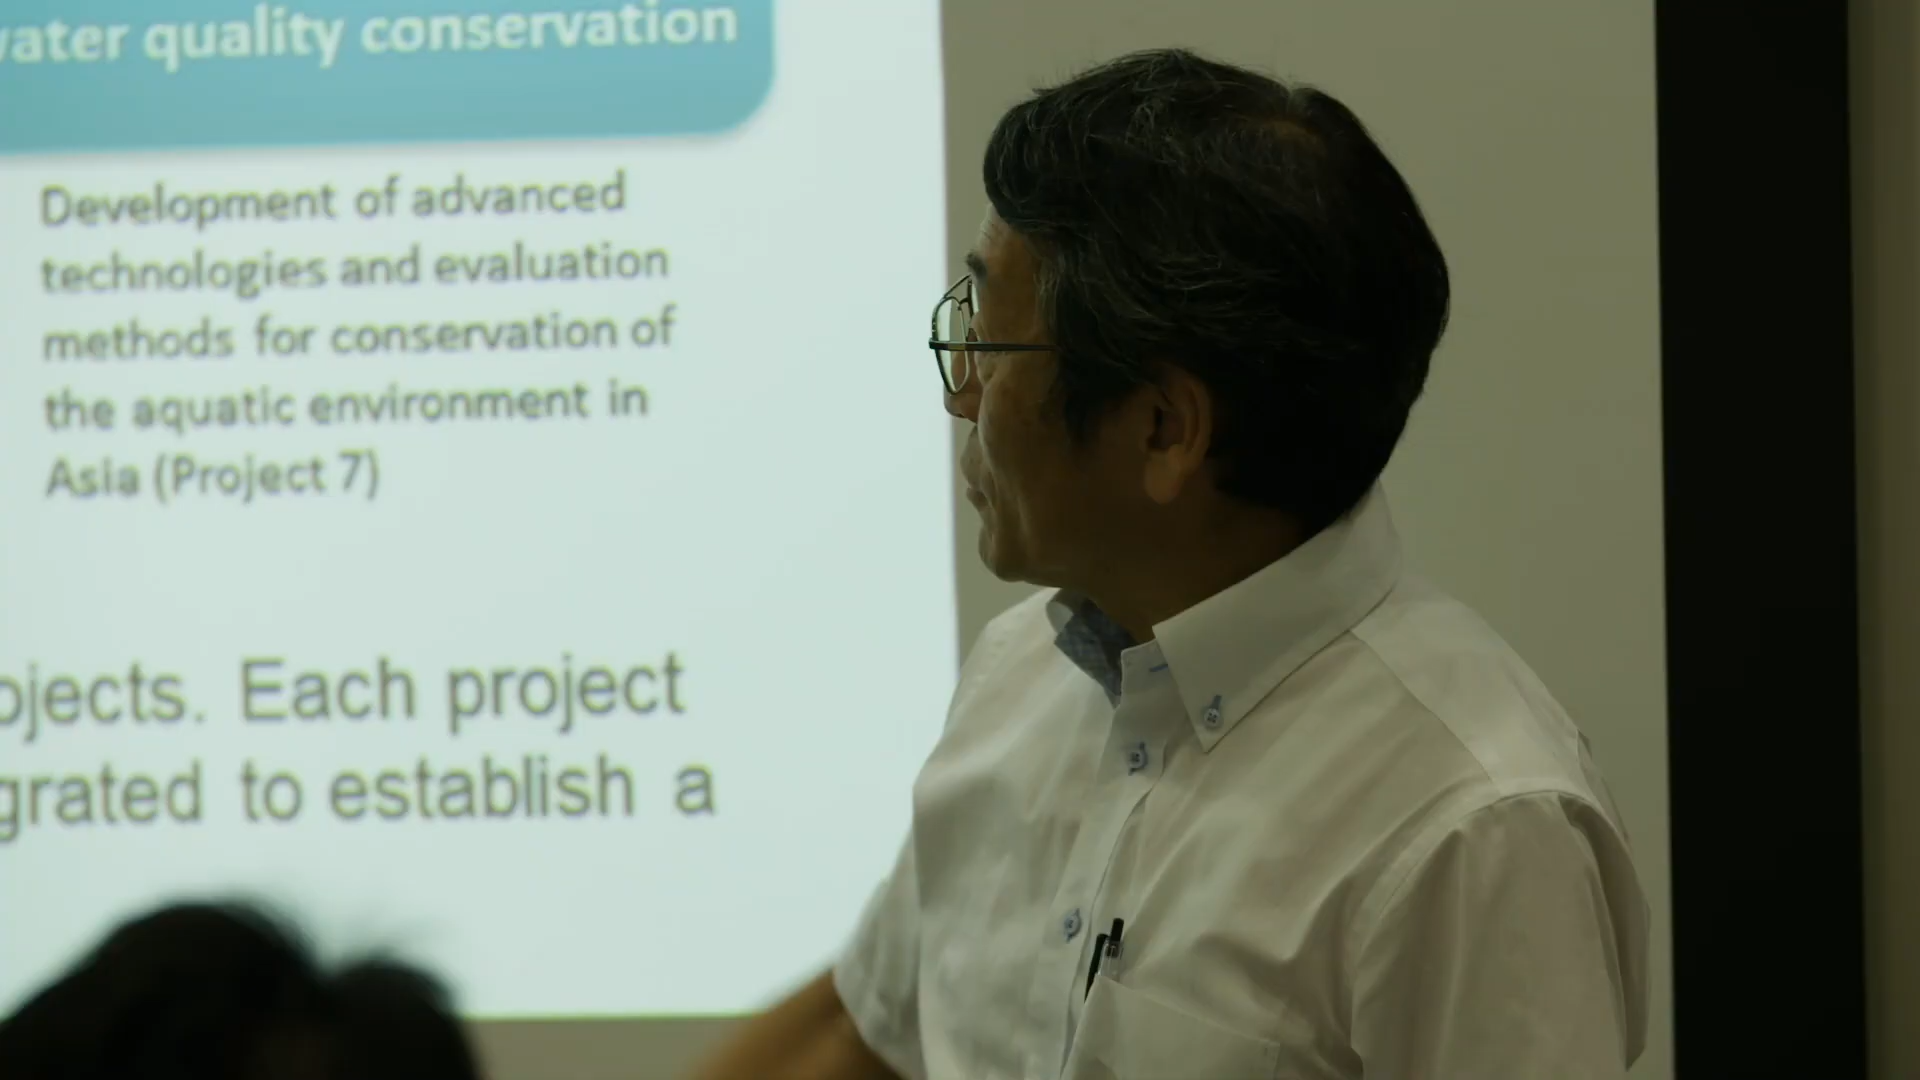 water quality conservation
Development of advanced
technologies and evaluation
methods for conservation of
the aquatic environment in
Asia (Project 7)
ojects. Each project
grated to establish a